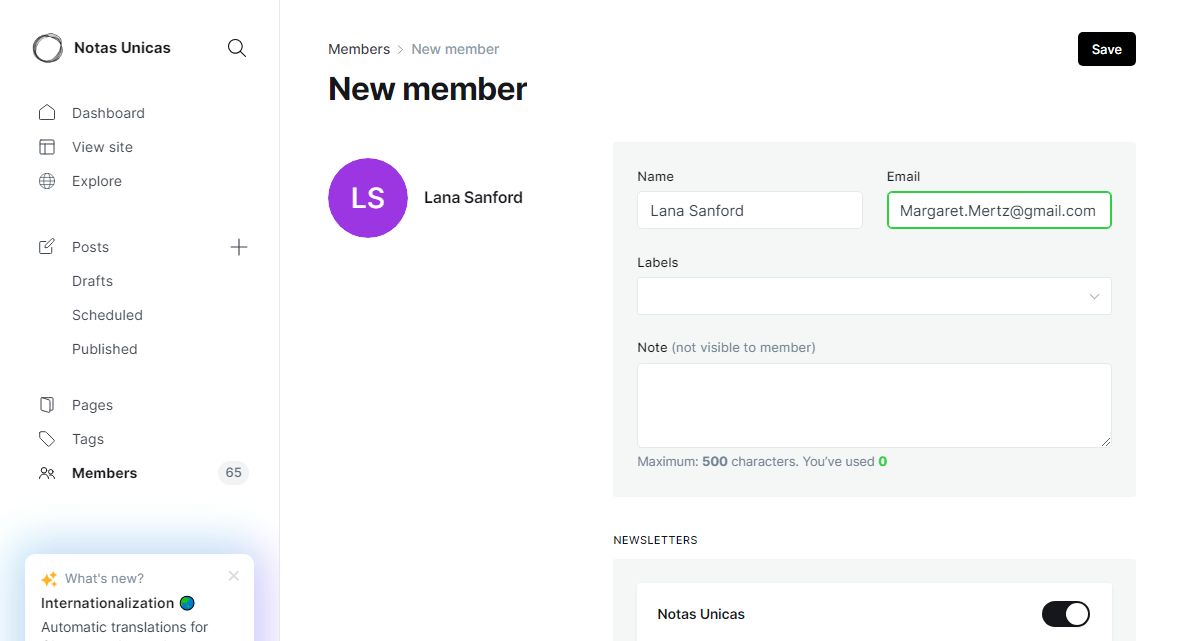 Notas Unicas
Dashboard
View site
Explore
Posts
Drafts
Scheduled
Published
Pages
Tags
Members 65
What's new?
Internationalization
Automatic translations for
Members > New member
Save
New member
LS
Lana Sanford
Name
Lana Sanford
Email
Margaret.Mertz@gmail.com
Labels
Note (not visible to member)
Maximum: 500 characters. You've used 0
NEWSLETTERS
Notas Unicas